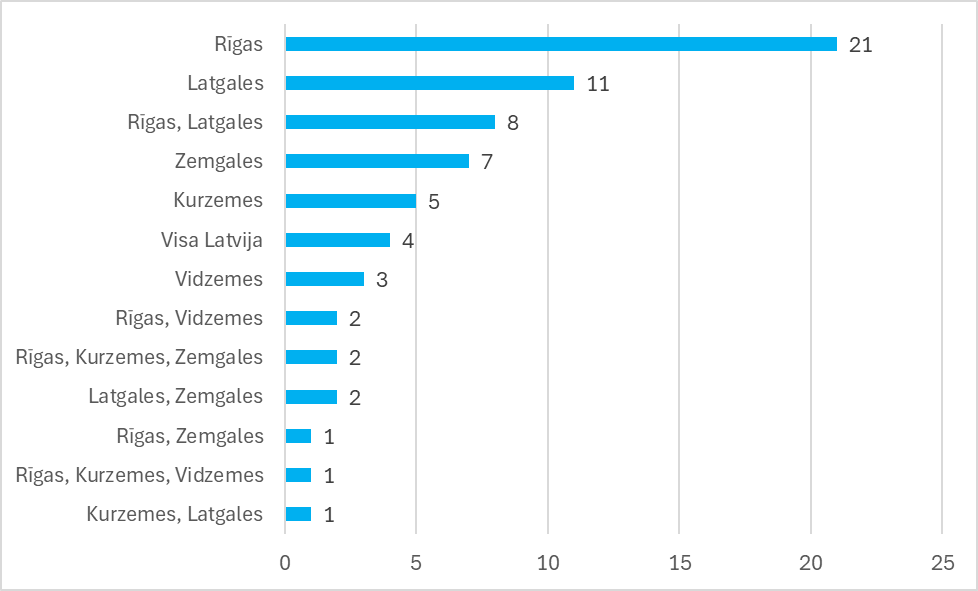 Rīgas 21
Latgales 11
Rīgas, Latgales 8
Zemgales 7
Kurzemes 5
Visa Latvija 4
Vidzemes 3
Rīgas, Vidzemes 2
Rīgas, Kurzemes, Zemgales 2
Latgales, Zemgales 2
Rīgas, Zemgales 1
Rīgas, Kurzemes, Vidzemes 1
Kurzemes, Latgales 1
0 5 10 15 20 25